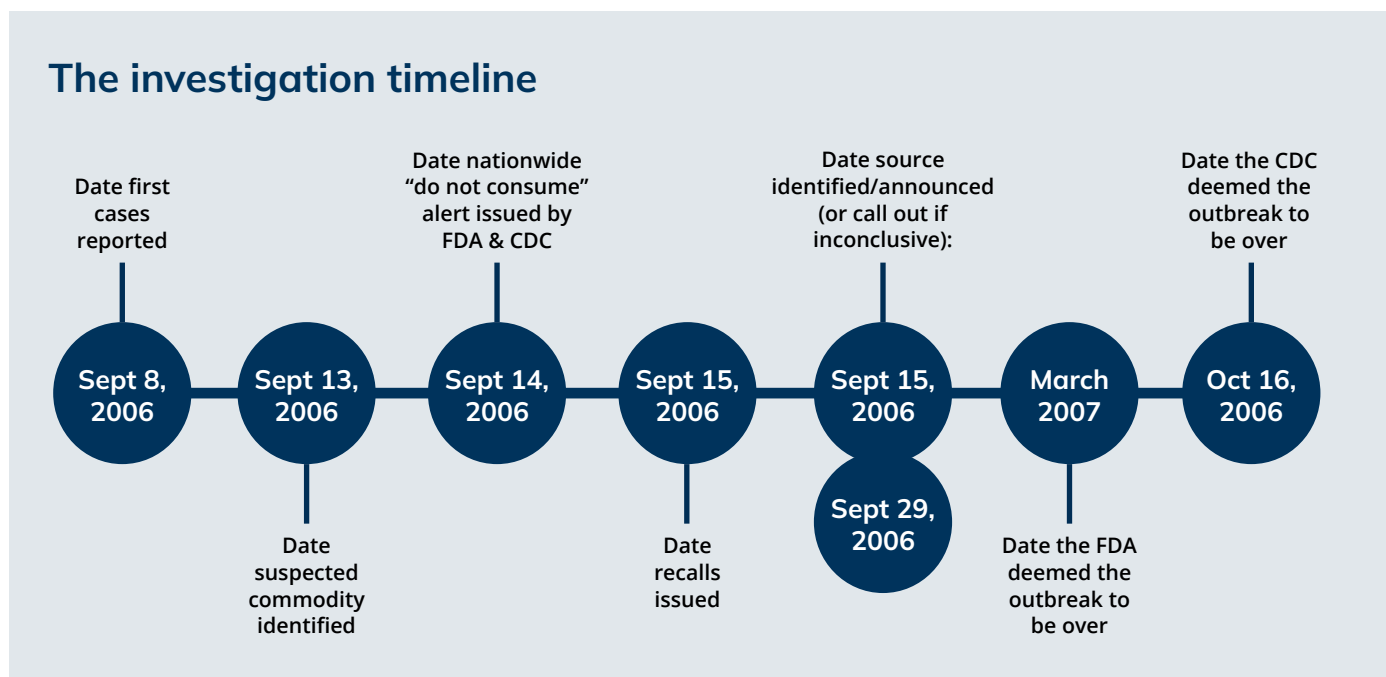 The investigation timeline
Date first
cases
reported
Sept 8,
2006
Sept 13,
2006
Date
suspected
commodity
identified
Date nationwide
“do not consume”
alert issued by
FDA & CDC
Sept 14,
2006
Sept 15,
2006
Date
recalls
issued
Date source
identified/announced
(or call out if
inconclusive):
Sept 15,
2006
Sept 29,
2006
March
2007
Date the FDA
deemed the
outbreak to
be over
Date the CDC
deemed the
outbreak to
be over
Oct 16,
2006